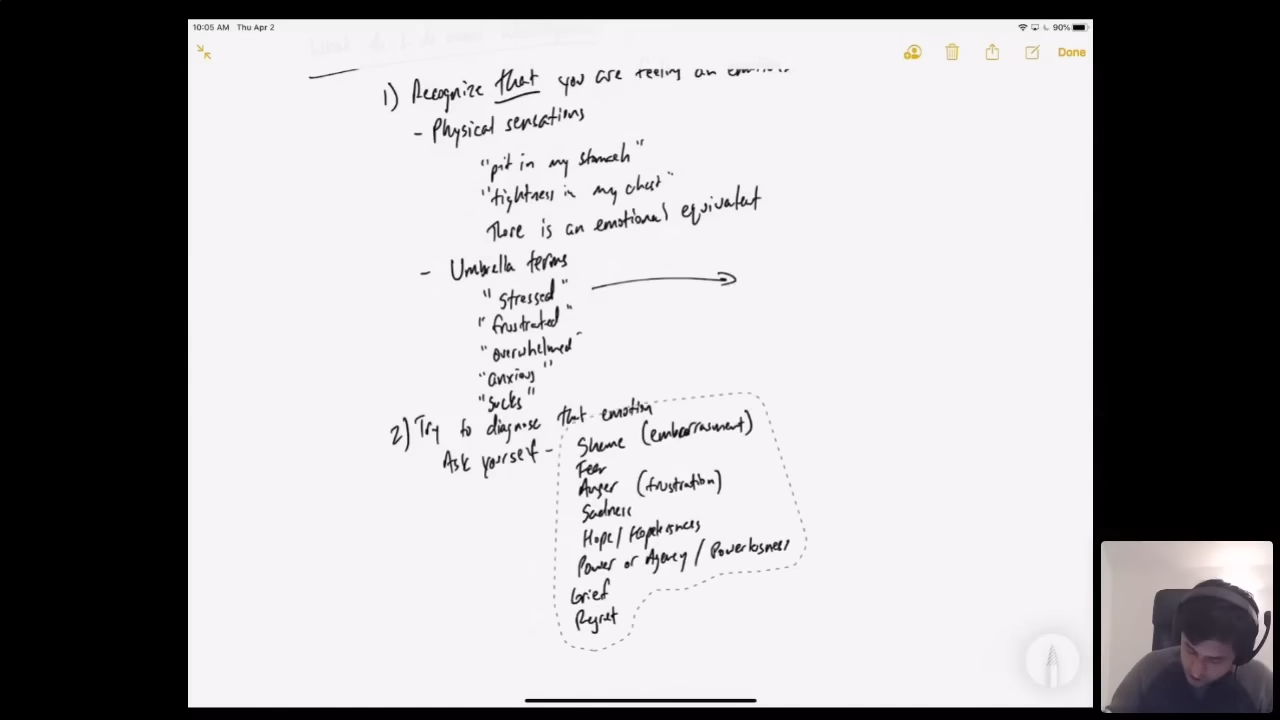 10:05 AM Thu Apr 2
90%
Done
1) Recognize that you are feeling an emotion
- Physical sensations
"pit in my stomach"
"tightness in my chest"
There is an emotional equivalent
- Umbrella terms
"stressed"
"frustrated"
"overwhelmed"
"anxious"
"sucks"
2) Try to diagnose that emotion
Ask yourself - Shame (embarrasment)
Fear
Anger (frustration)
Sadness
Hope/Hopelessness
Power or Agency / Powerlosness
Grief
Regret